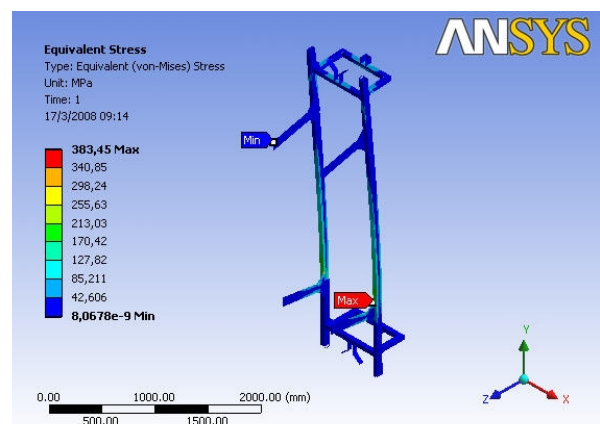 Equivalent Stress
Type: Equivalent (von-Mises) Stress
Unit: MPa
Time: 1
17/3/2008 09:14
ANSYS
383,45 Max
340,85
298,24
255,63
213,03
170,42
127,82
85,211
42,606
8,0678e-9 Min
Min
Max
0.00 1000.00 2000.00 (mm)
500.00 1500.00
Y
Z
X